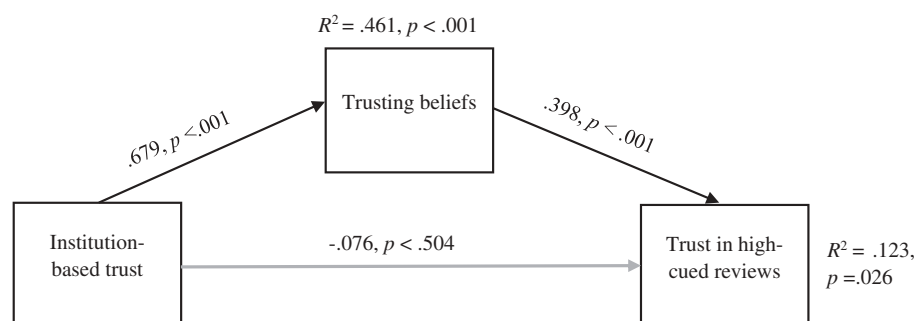 R² = .461, p < .001
Trusting beliefs
.679, p <.001
.398, p < .001
Institution-
based trust
-.076, p < .504
Trust in high-
cued reviews
R² = .123,
p =.026